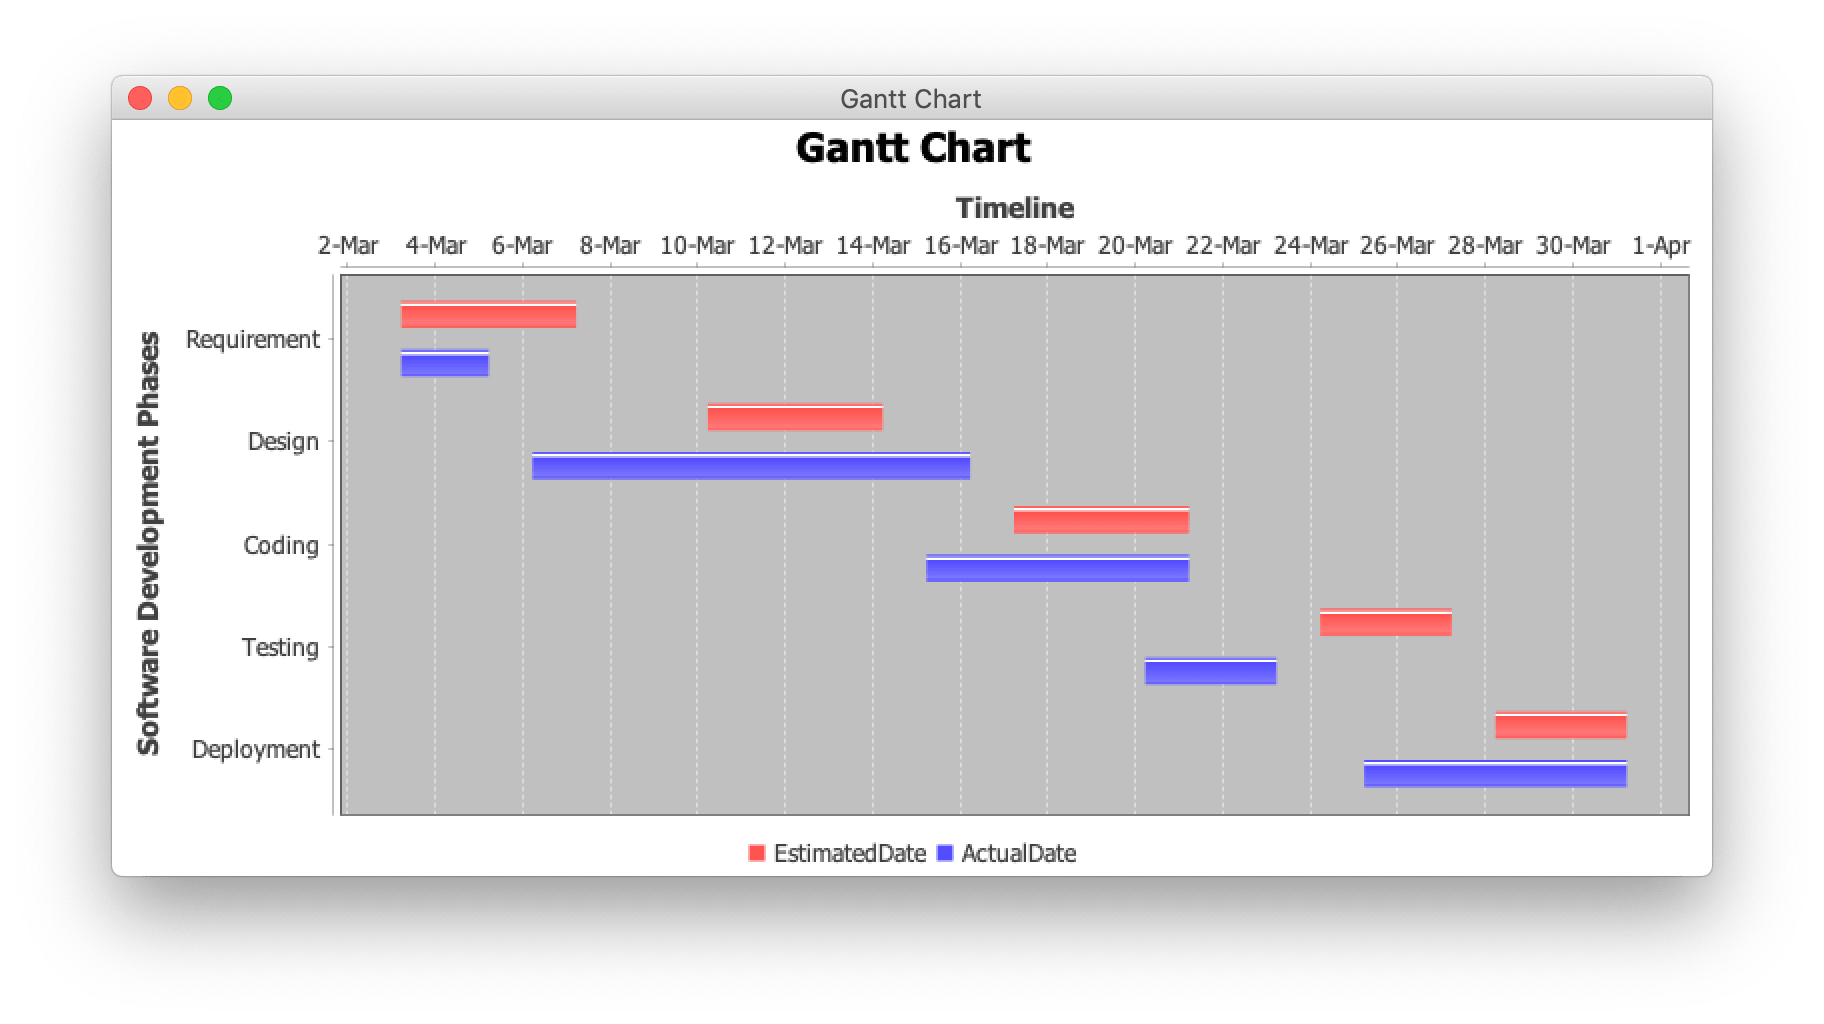 Gantt Chart
Gantt Chart
Timeline
2-Mar 4-Mar 6-Mar 8-Mar 10-Mar 12-Mar 14-Mar 16-Mar 18-Mar 20-Mar 22-Mar 24-Mar 26-Mar 28-Mar 30-Mar 1-Apr
Software Development Phases
Requirement
Design
Coding
Testing
Deployment
EstimatedDate ActualDate